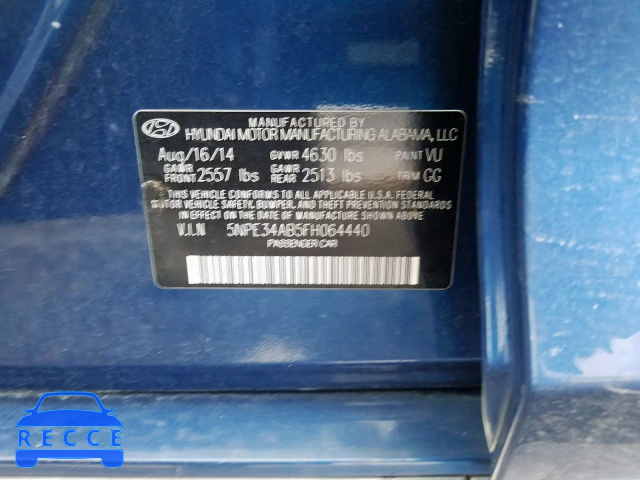 MANUFACTURED BY
HYUNDAI MOTOR MANUFACTURING ALABAMA, LLC
Aug/16/14 GVWR 4630 lbs PAINT VU
GAWR FRONT 2557 lbs GAWR REAR 2513 lbs TRIM GG
THIS VEHICLE CONFORMS TO ALL APPLICABLE U.S.A. FEDERAL
MOTOR VEHICLE SAFETY, BUMPER, AND THEFT PREVENTION STANDARDS
IN EFFECT ON THE DATE OF MANUFACTURE SHOWN ABOVE.
V.I.N 5NPE34AB5FH064440
PASSENGER CAR
RECCE